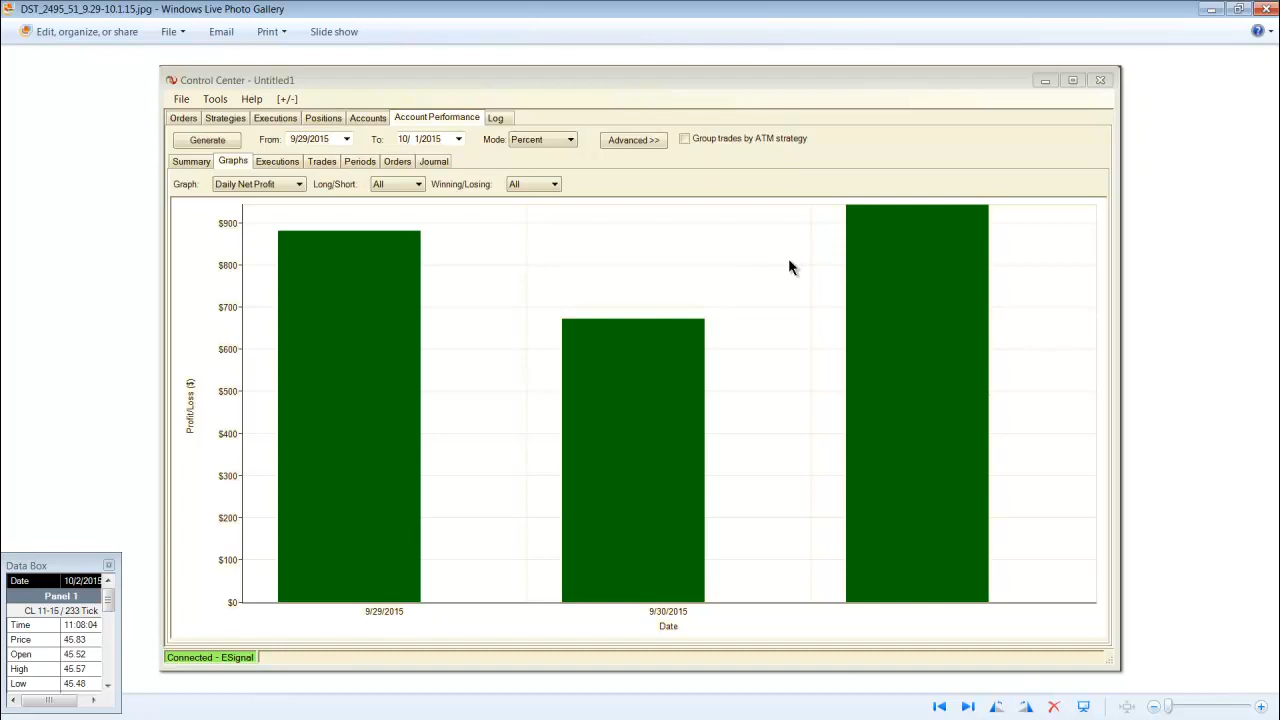 DST_2495_51_9.29-10.1.15.jpg - Windows Live Photo Gallery
Edit, organize, or share File Email Print Slide show
Control Center - Untitled1
File Tools Help [+/-]
Orders Strategies Executions Positions Accounts Account Performance Log
Generate From: 9/29/2015 To: 10/ 1/2015 Mode Percent Advanced >> Group trades by ATM strategy
Summary Graphs Executions Trades Periods Orders Journal
Graph: Daily Net Profit Long/Short: All Winning/Losing: All
$900
$800
$700
$600
$500
$400
$300
$200
$100
$0
Profit/Loss ($)
9/29/2015 9/30/2015
Date
Connected - ESignal
Data Box
Date 10/2/2015
Panel 1
CL 11-15 / 233 Tick
Time 11:08:04
Price 45.83
Open 45.52
High 45.57
Low 45.48